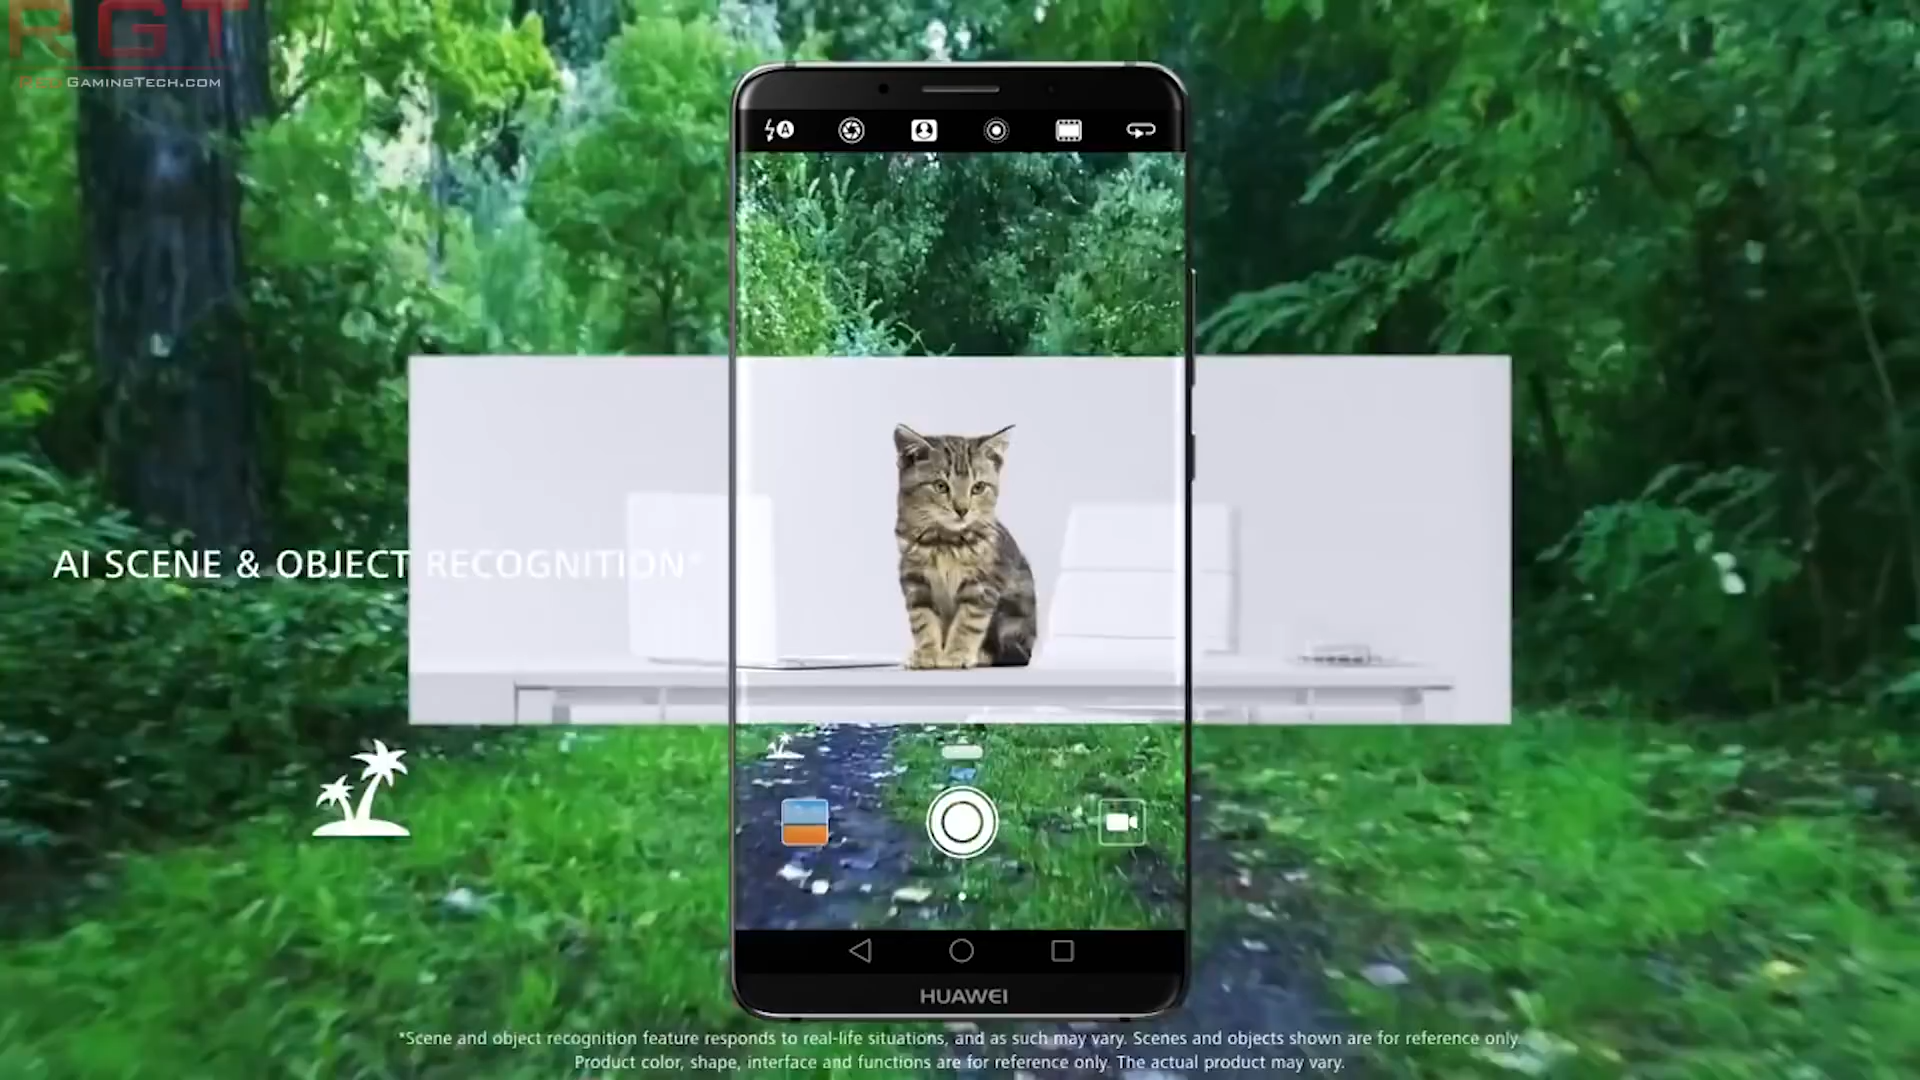 RGT
REDGAMINGTECH.COM
A
AI SCENE & OBJECT RECOGNITION*
HUAWEI
*Scene and object recognition feature responds to real-life situations, and as such may vary. Scenes and objects shown are for reference only.
Product color, shape, interface and functions are for reference only. The actual product may vary.